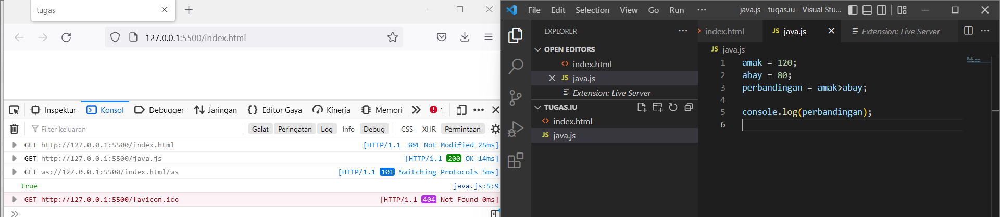 tugas
127.0.0.1:5500/index.html
Inspektur Konsol Debugger Jaringan Editor Gaya Kinerja Memori 1
Filter keluaran Galat Peringatan Log Info Debug CSS XHR Permintaan
GET http://127.0.0.1:5500/index.html [HTTP/1.1 304 Not Modified 25ms]
GET http://127.0.0.1:5500/java.js [HTTP/1.1 200 OK 14ms]
GET ws://127.0.0.1:5500/index.html/ws [HTTP/1.1 101 Switching Protocols 5ms]
true java.js:5:9
GET http://127.0.0.1:5500/favicon.ico [HTTP/1.1 404 Not Found 0ms]
File Edit Selection View Go Run ··· java.js - tugas.iu - Visual Stu...
EXPLORER
OPEN EDITORS
index.html
JS java.js
Extension: Live Server
TUGAS.IU
index.html
JS java.js
index.html JS java.js Extension: Live Server
JS java.js
1 amak = 120;
2 abay = 80;
3 perbandingan = amak>abay;
4
5 console.log(perbandingan);
6